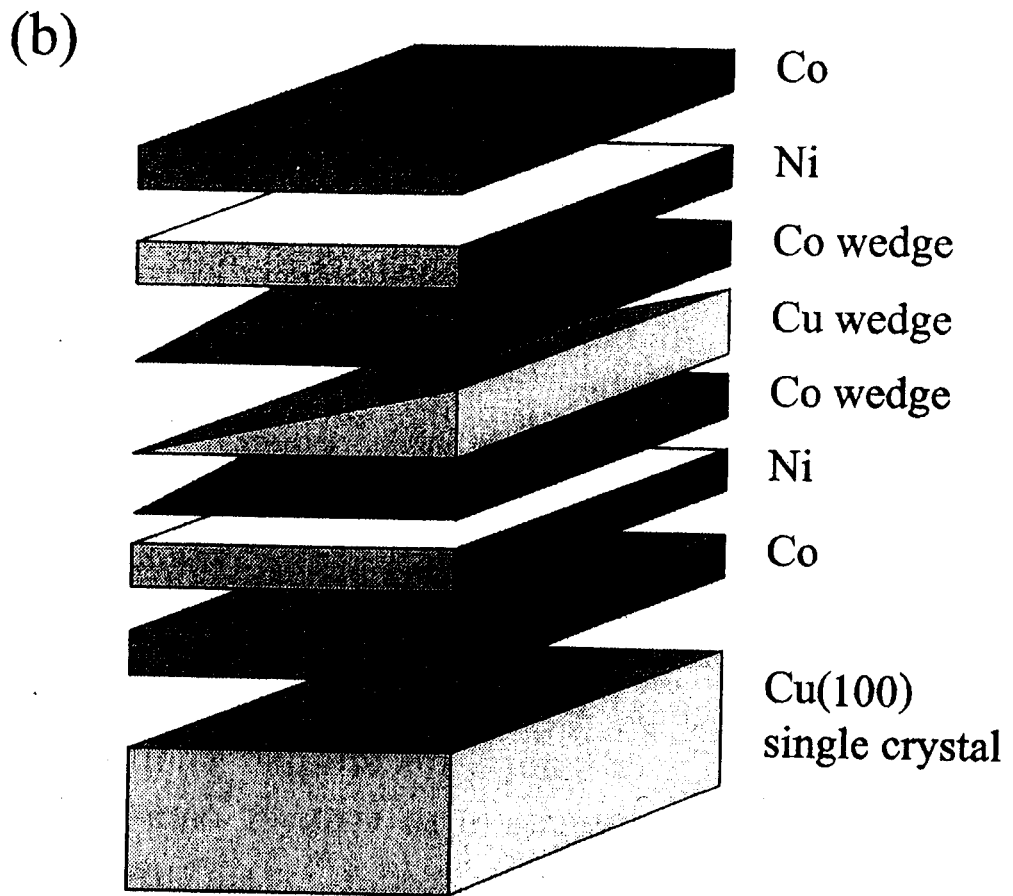 (b)
Co
Ni
Co wedge
Cu wedge
Co wedge
Ni
Co
Cu(100)
single crystal